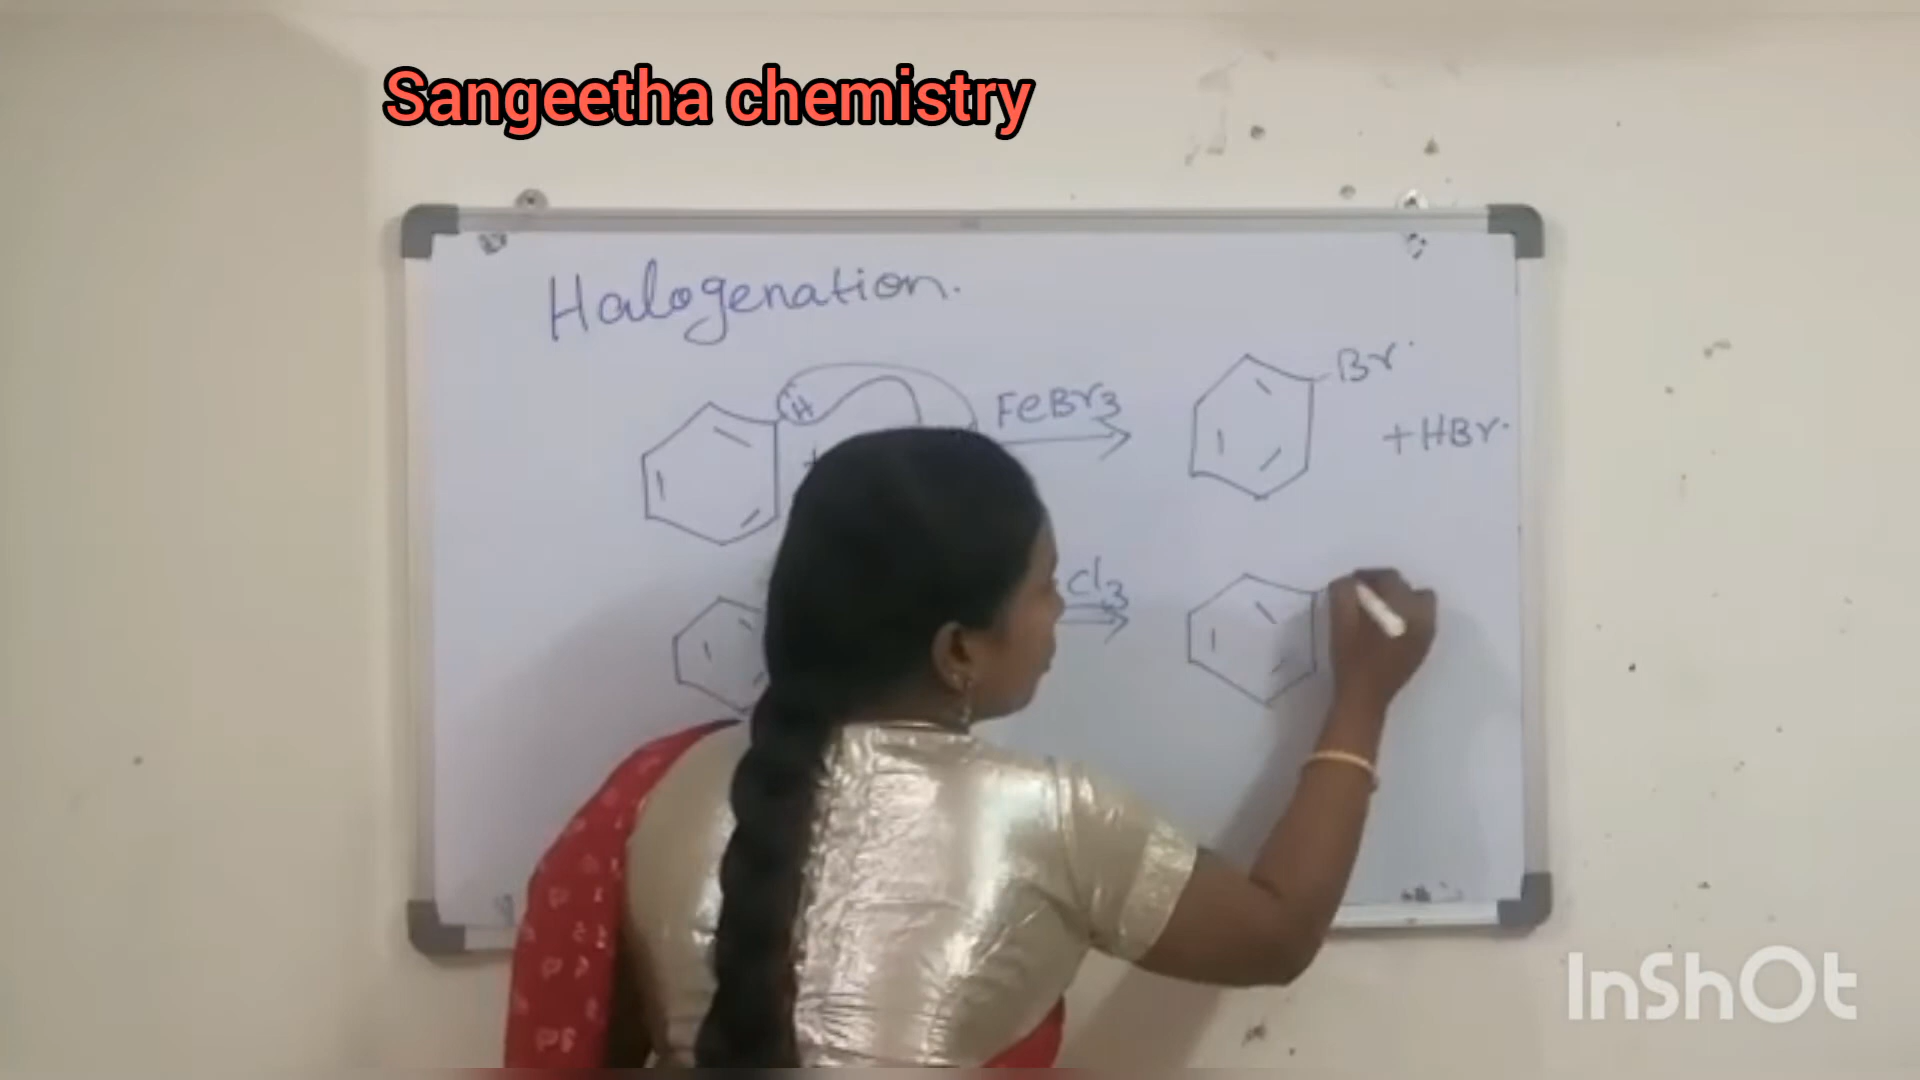 Sangeetha chemistry
Halogenation.
H
FeBr3
Br
+
+ HBr.
Cl3
InShOt